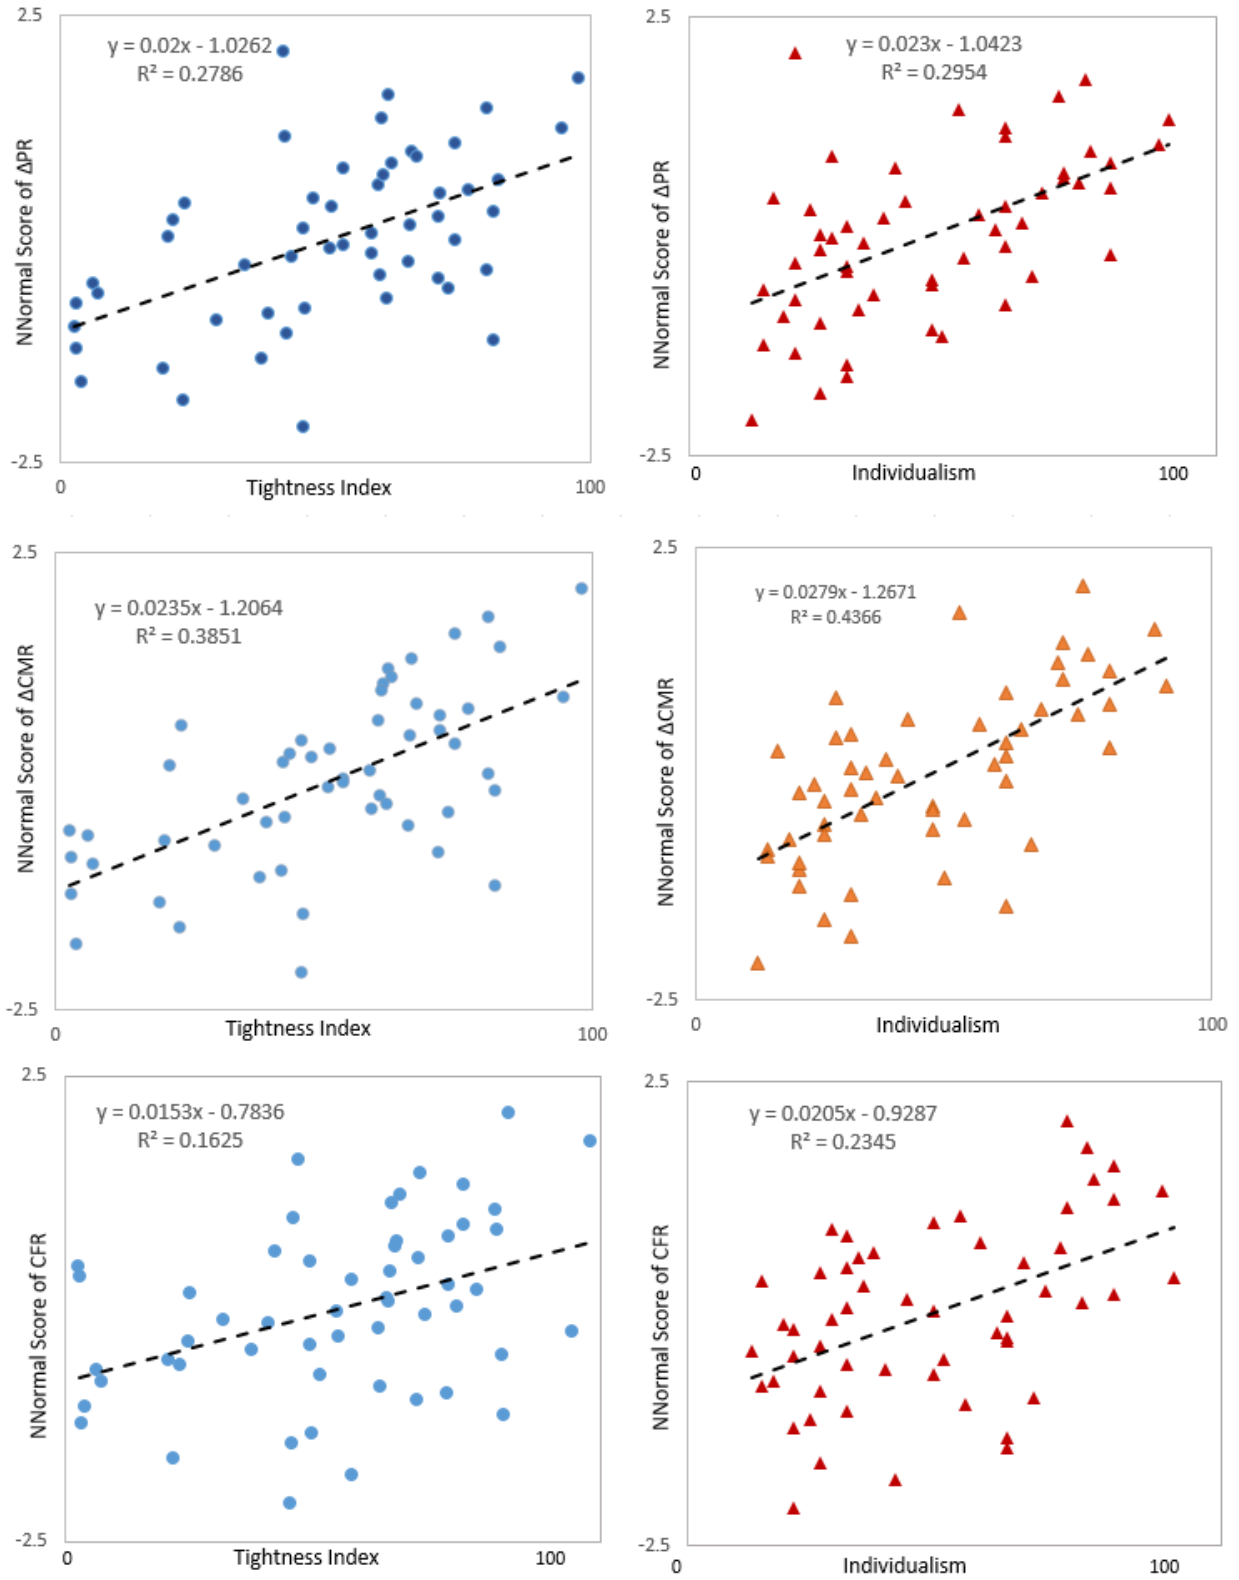 2.5
y = 0.02x - 1.0262
R² = 0.2786
NNormal Score of ΔPR
-2.5
0
Tightness Index
100
2.5
y = 0.023x - 1.0423
R² = 0.2954
NNormal Score of ΔPR
-2.5
0
Individualism
100
2.5
y = 0.0235x - 1.2064
R² = 0.3851
NNormal Score of ΔCMR
-2.5
0
Tightness Index
100
2.5
y = 0.0279x - 1.2671
R² = 0.4366
NNormal Score of ΔCMR
-2.5
0
Individualism
100
2.5
y = 0.0153x - 0.7836
R² = 0.1625
NNormal Score of CFR
-2.5
0
Tightness Index
100
2.5
y = 0.0205x - 0.9287
R² = 0.2345
NNormal Score of CFR
-2.5
0
Individualism
100